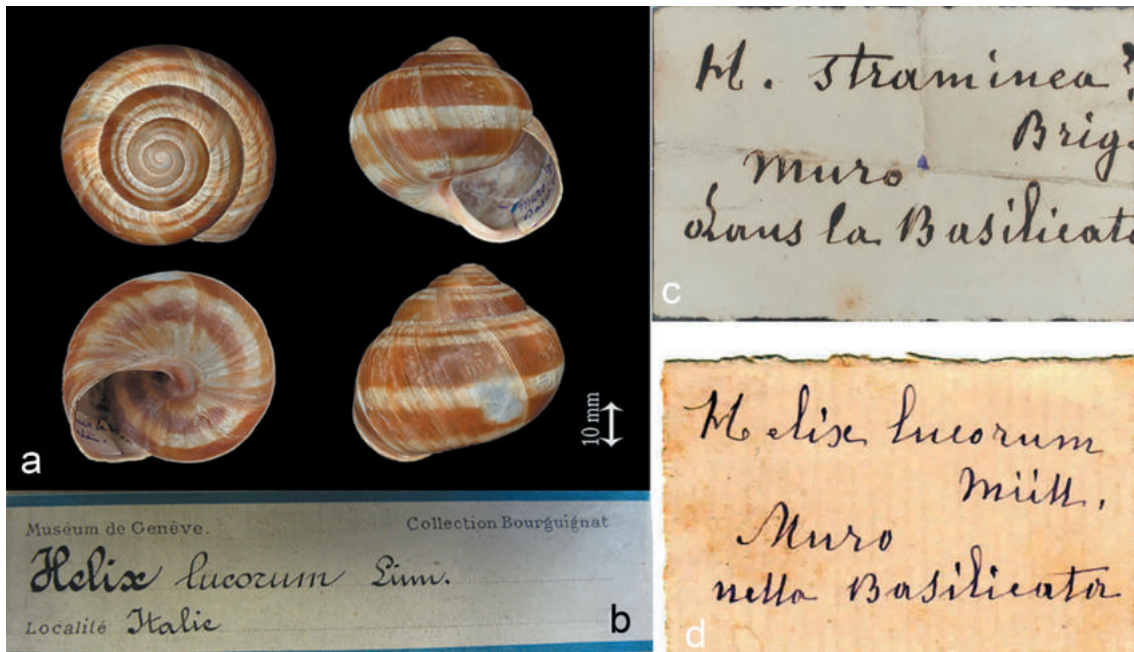 a
10 mm
Muséum de Genève. Collection Bourguignat
Helix lucorum Linn.
Localité Italie
b
H. straminea?
Brig.
Muro
Dans la Basilicata
c
Helix lucorum
Müll.
Muro
nella Basilicata
d